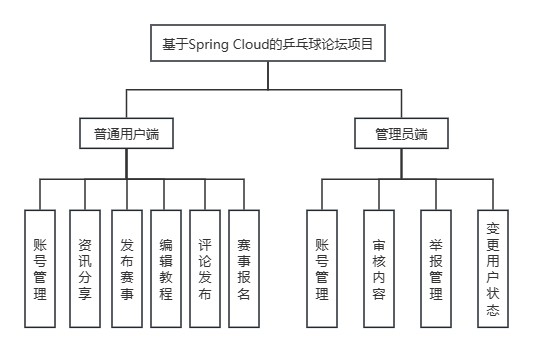 基于Spring Cloud的乒乓球论坛项目
普通用户端
管理员端
账号管理
资讯分享
发布赛事
编辑教程
评论发布
赛事报名
账号管理
审核内容
举报管理
变更用户状态